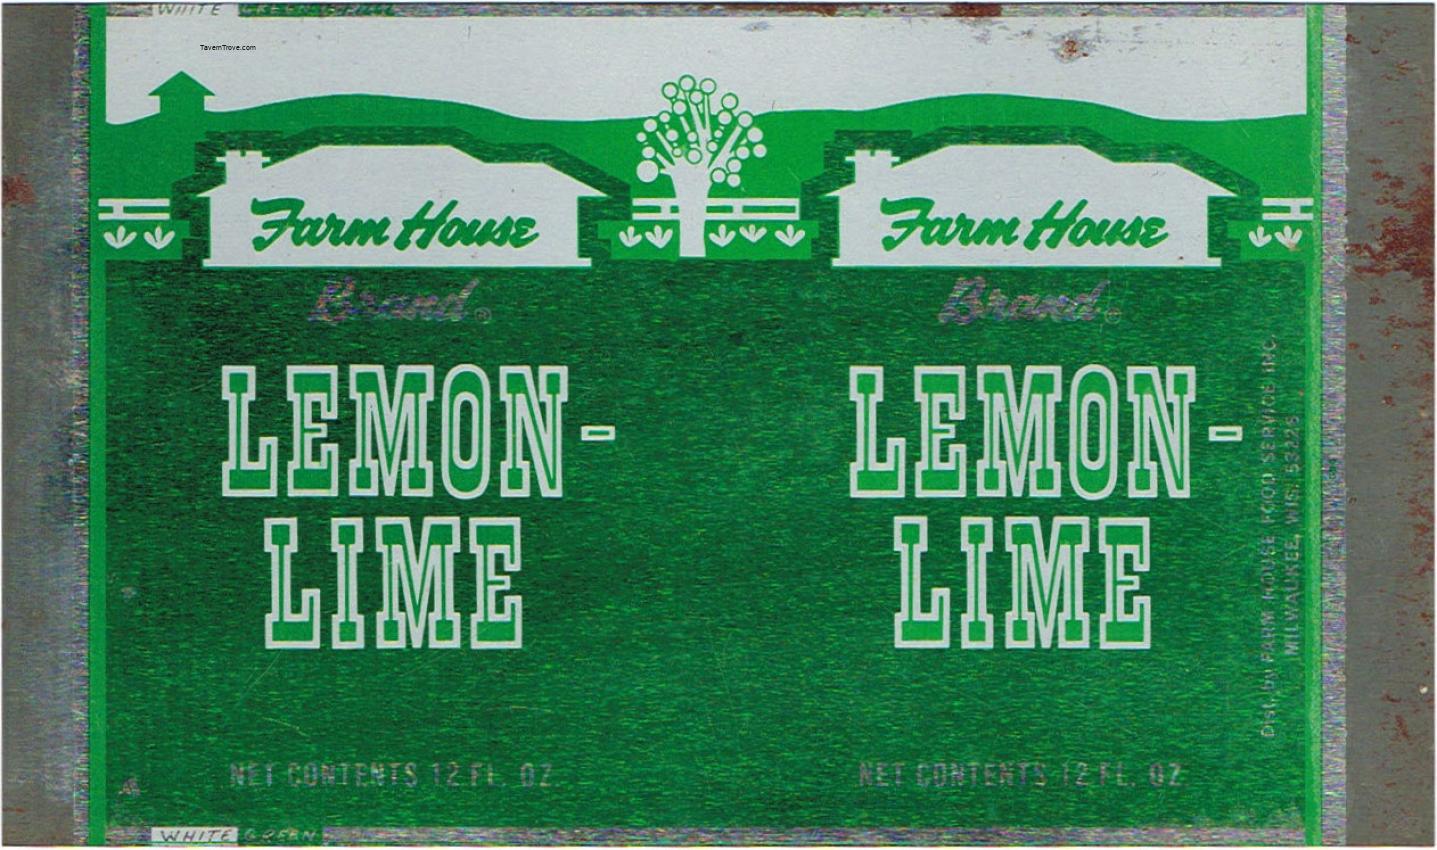 WHITE
TavernTrove.com
Farm House
Farm House
Brand®
Brand®
LEMON-
LIME
LEMON-
LIME
Dist. by FARM HOUSE FOOD SERVICE INC.
MILWAUKEE, WIS. 53225
NET CONTENTS 12 FL. OZ.
NET CONTENTS 12 FL. OZ
WHITE GREEN